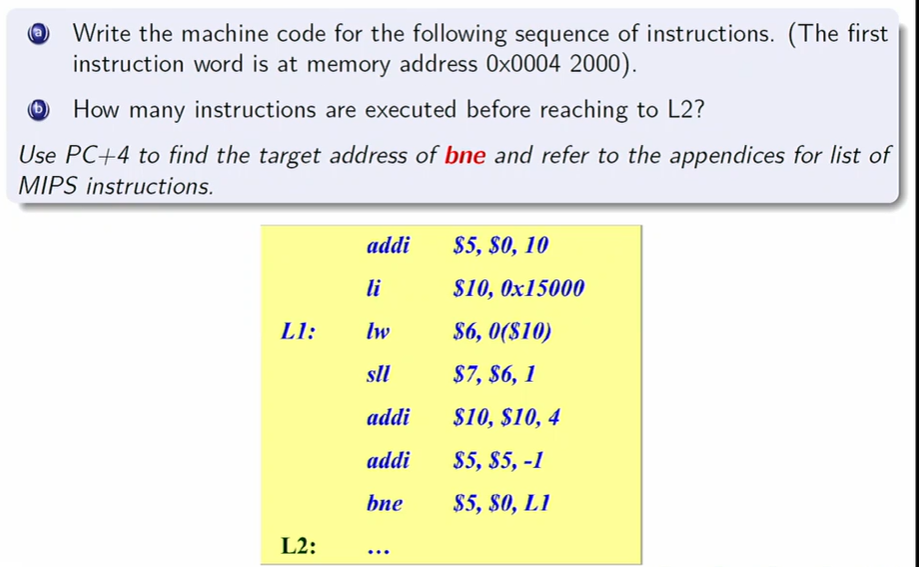 a Write the machine code for the following sequence of instructions. (The first
instruction word is at memory address 0x0004 2000).
b How many instructions are executed before reaching to L2?
Use PC+4 to find the target address of bne and refer to the appendices for list of
MIPS instructions.
addi $5, $0, 10
li $10, 0x15000
L1: lw $6, 0($10)
sll $7, $6, 1
addi $10, $10, 4
addi $5, $5, -1
bne $5, $0, L1
L2: ...